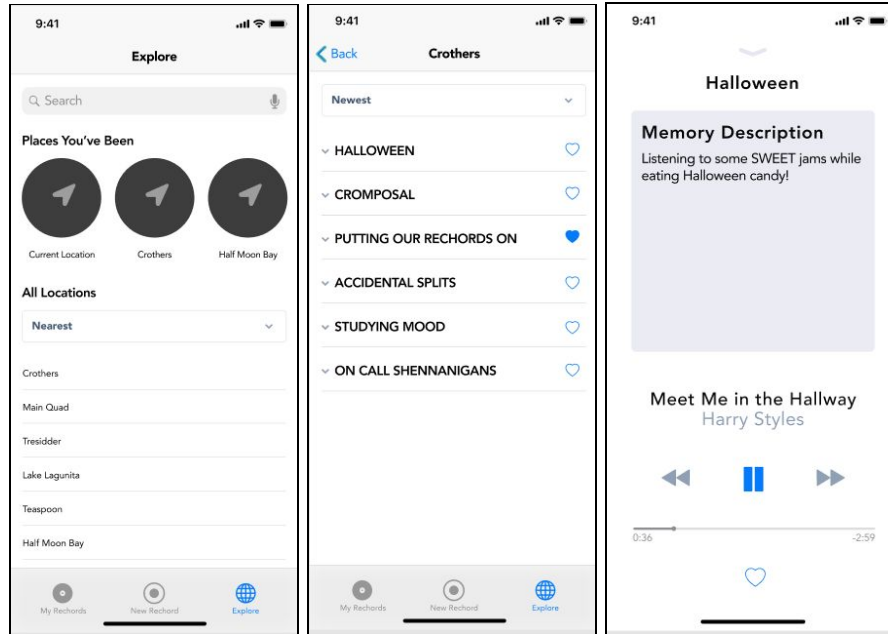 9:41
Explore
Search
Places You've Been
Current Location
Crothers
Half Moon Bay
All Locations
Nearest
Crothers
Main Quad
Tresidder
Lake Lagunita
Teaspoon
Half Moon Bay
My Rechords
New Rechord
Explore
9:41
Back
Crothers
Newest
HALLOWEEN
CROMPOSAL
PUTTING OUR RECHORDS ON
ACCIDENTAL SPLITS
STUDYING MOOD
ON CALL SHENNANIGANS
My Rechords
New Rechord
Explore
9:41
Halloween
Memory Description
Listening to some SWEET jams while
eating Halloween candy!
Meet Me in the Hallway
Harry Styles
0:36
-2:59